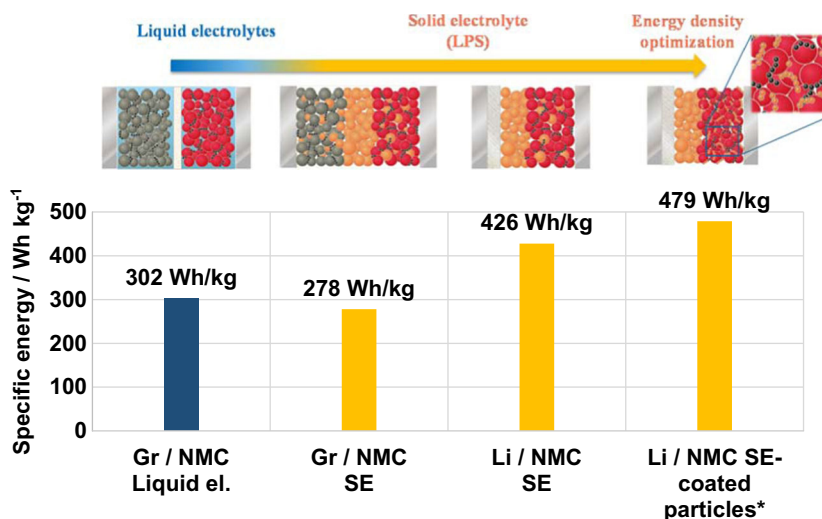 Liquid electrolytes
Solid electrolyte
(LPS)
Energy density
optimization
Specific energy / Wh kg-1
500
400
300
200
100
0
302 Wh/kg
278 Wh/kg
426 Wh/kg
479 Wh/kg
Gr / NMC
Liquid el.
Gr / NMC
SE
Li / NMC
SE
Li / NMC SE-
coated
particles*